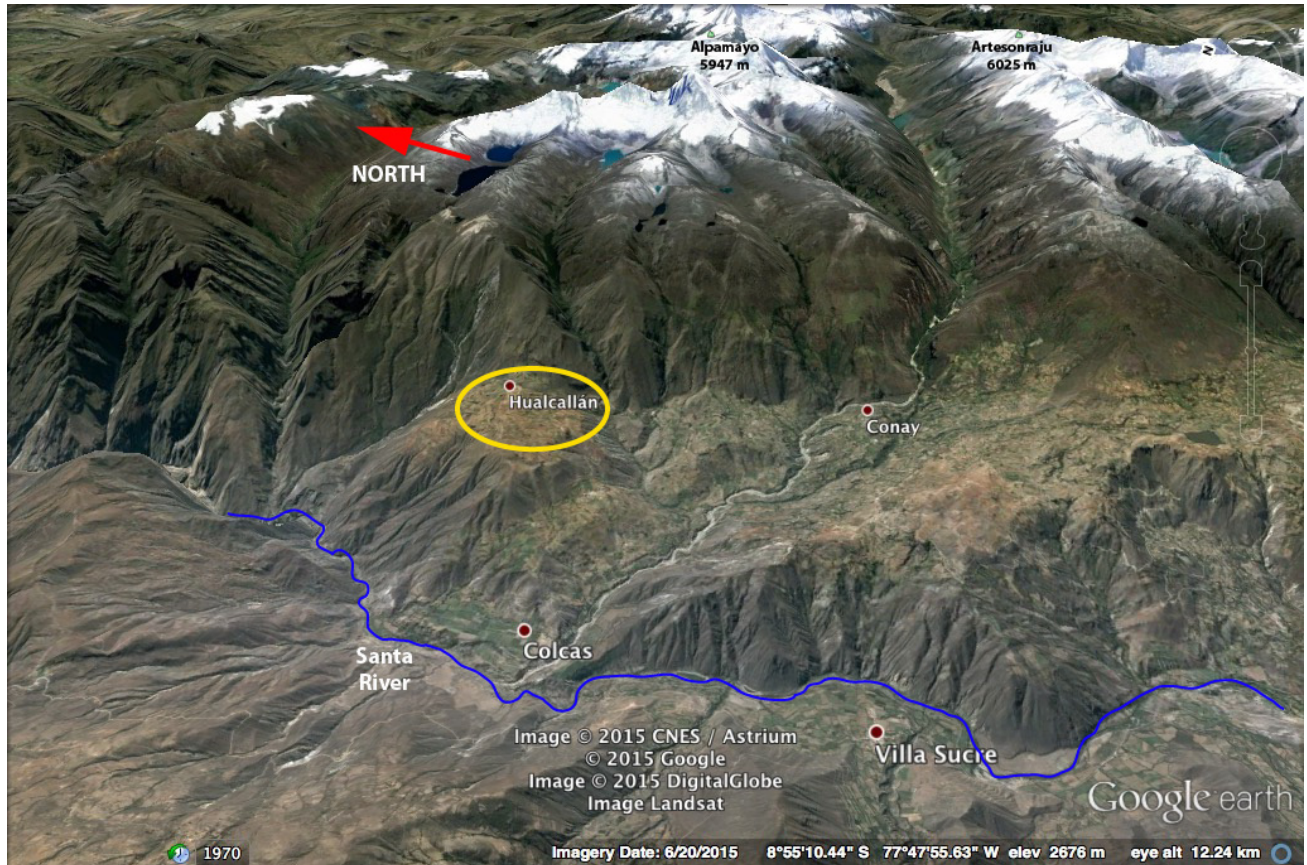 Alpamayo
5947 m
Artesonraju
6025 m
N
NORTH
Hualcallán
Conay
Colcas
Santa
River
Villa Sucre
Image © 2015 CNES / Astrium
© 2015 Google
Image © 2015 DigitalGlobe
Image Landsat
Google earth
1970
Imagery Date: 6/20/2015 8°55'10.44" S 77°47'55.63" W elev 2676 m eye alt 12.24 km